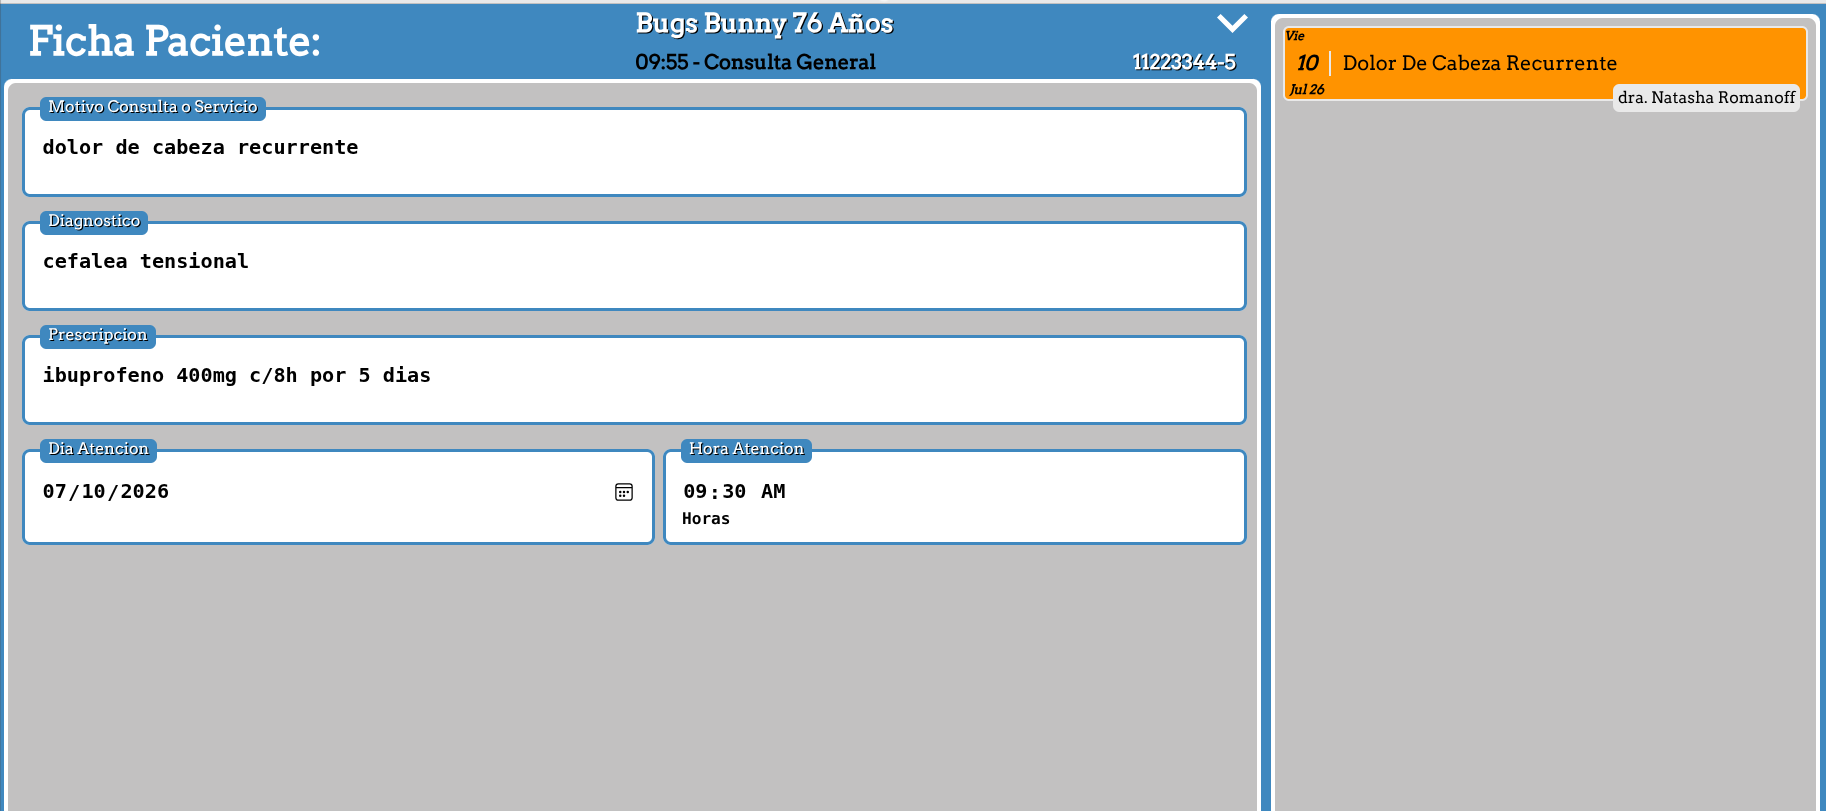 Ficha Paciente:
Bugs Bunny 76 Años
09:55 - Consulta General
11223344-5
Motivo Consulta o Servicio
dolor de cabeza recurrente
Diagnostico
cefalea tensional
Prescripcion
ibuprofeno 400mg c/8h por 5 dias
Dia Atencion
07/10/2026
Hora Atencion
09:30 AM
Horas
Vie
10
Jul 26
Dolor De Cabeza Recurrente
dra. Natasha Romanoff